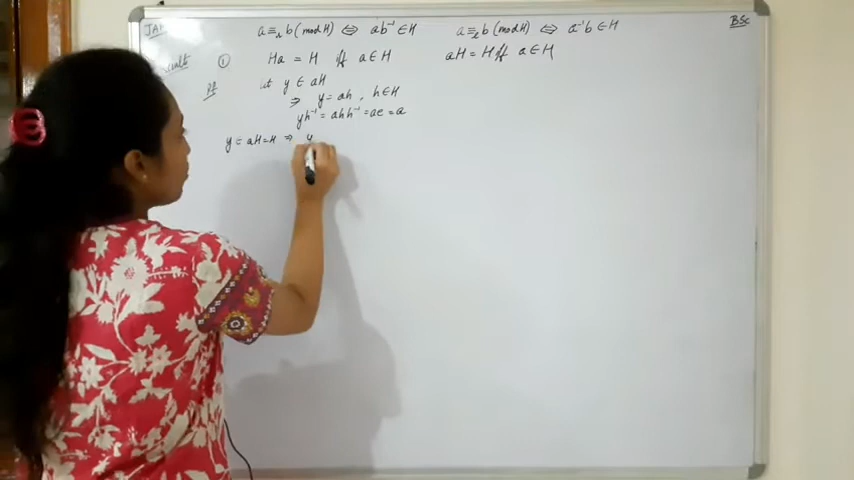 JAM a ≡ᵣ b (mod H) ⇔ ab⁻¹ ∈ H a ≡ₗ b (mod H) ⇔ a⁻¹b ∈ H BSc
① Ha = H iff a ∈ H aH = H iff a ∈ H
Pf let y ∈ aH
⇒ y = ah , h ∈ H
yh⁻¹ = ahh⁻¹ = ae = a
y ∈ aH = H ⇒ y